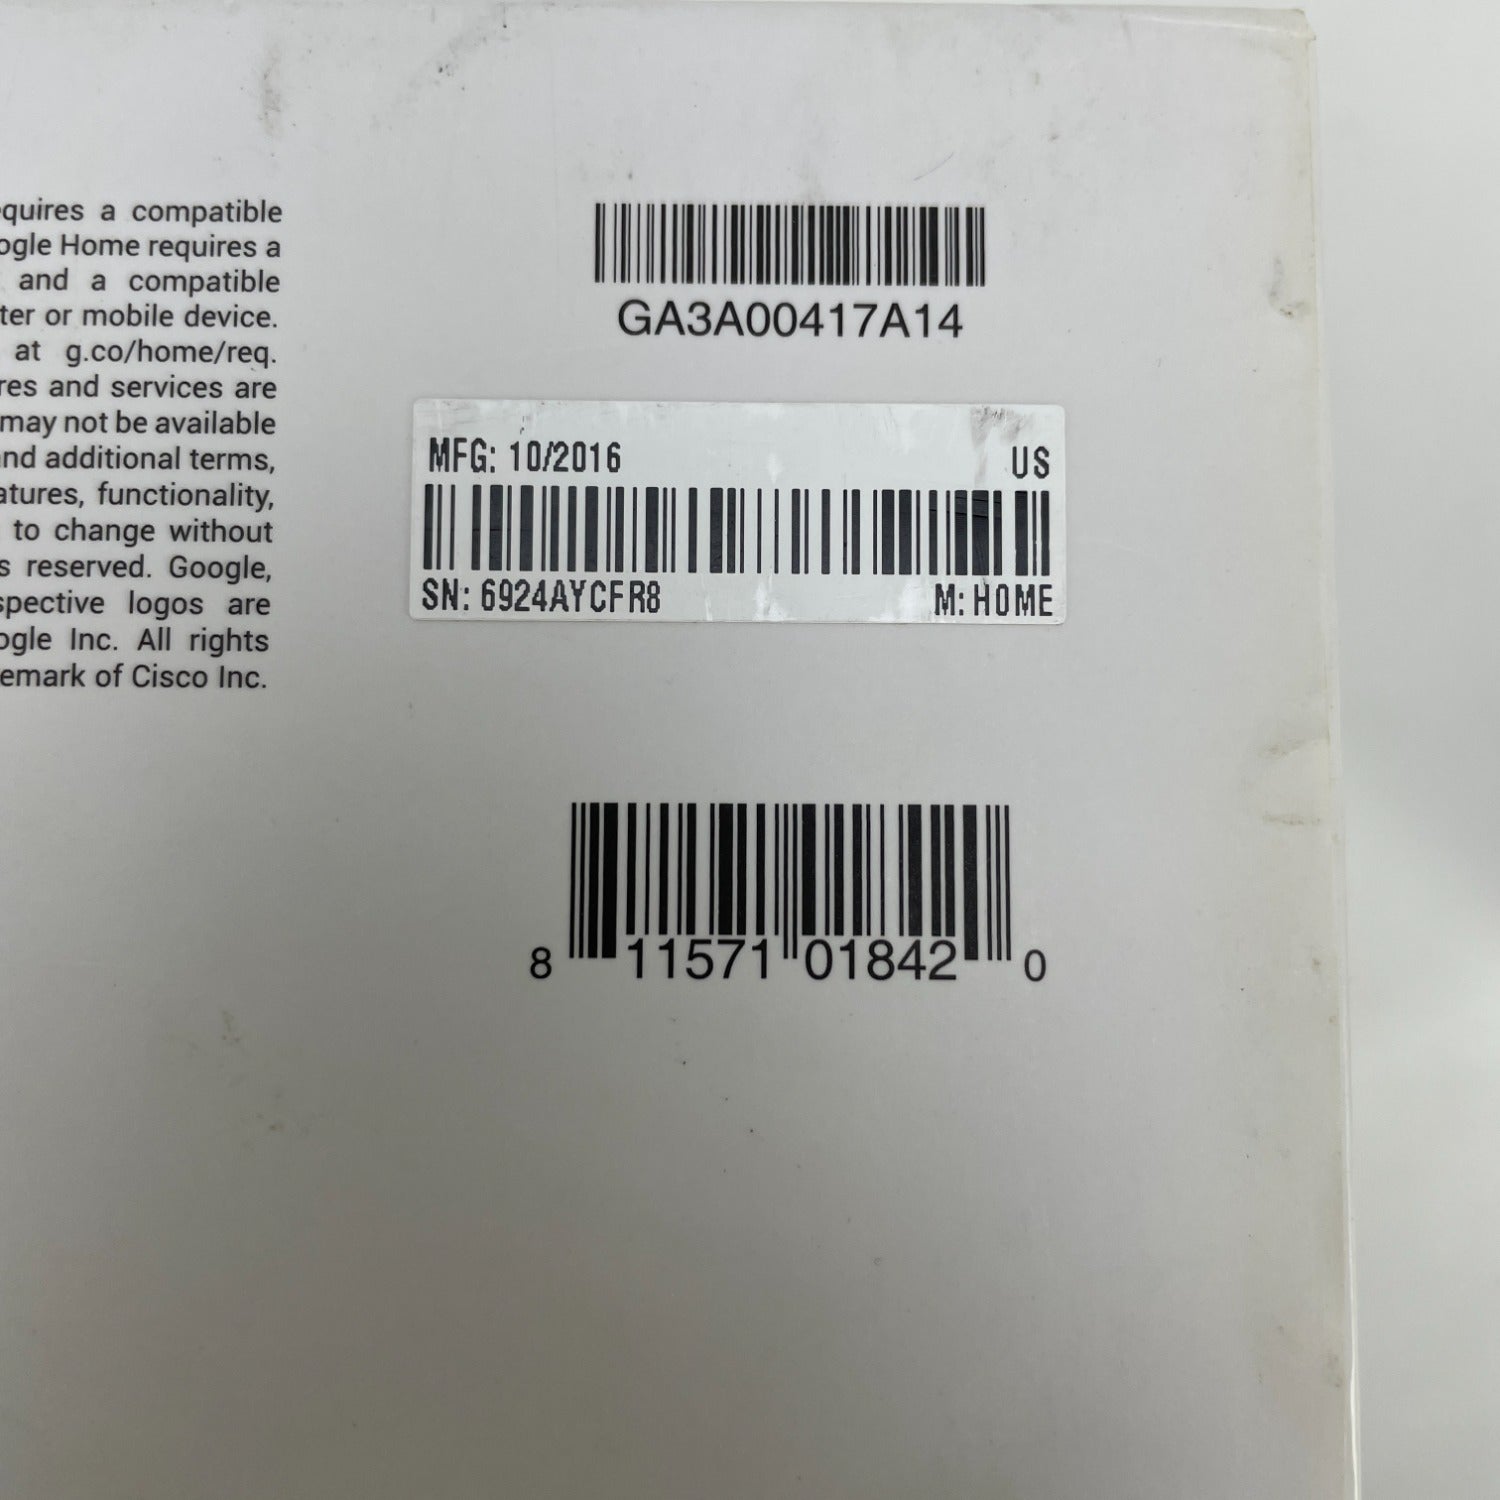 quires a compatible
ogle Home requires a
and a compatible
ter or mobile device.
at g.co/home/req.
res and services are
may not be available
nd additional terms,
atures, functionality,
to change without
s reserved. Google,
spective logos are
ogle Inc. All rights
emark of Cisco Inc.
GA3A00417A14
MFG: 10/2016 US
SN: 6924AYCFR8 M: HOME
8 11571 01842 0